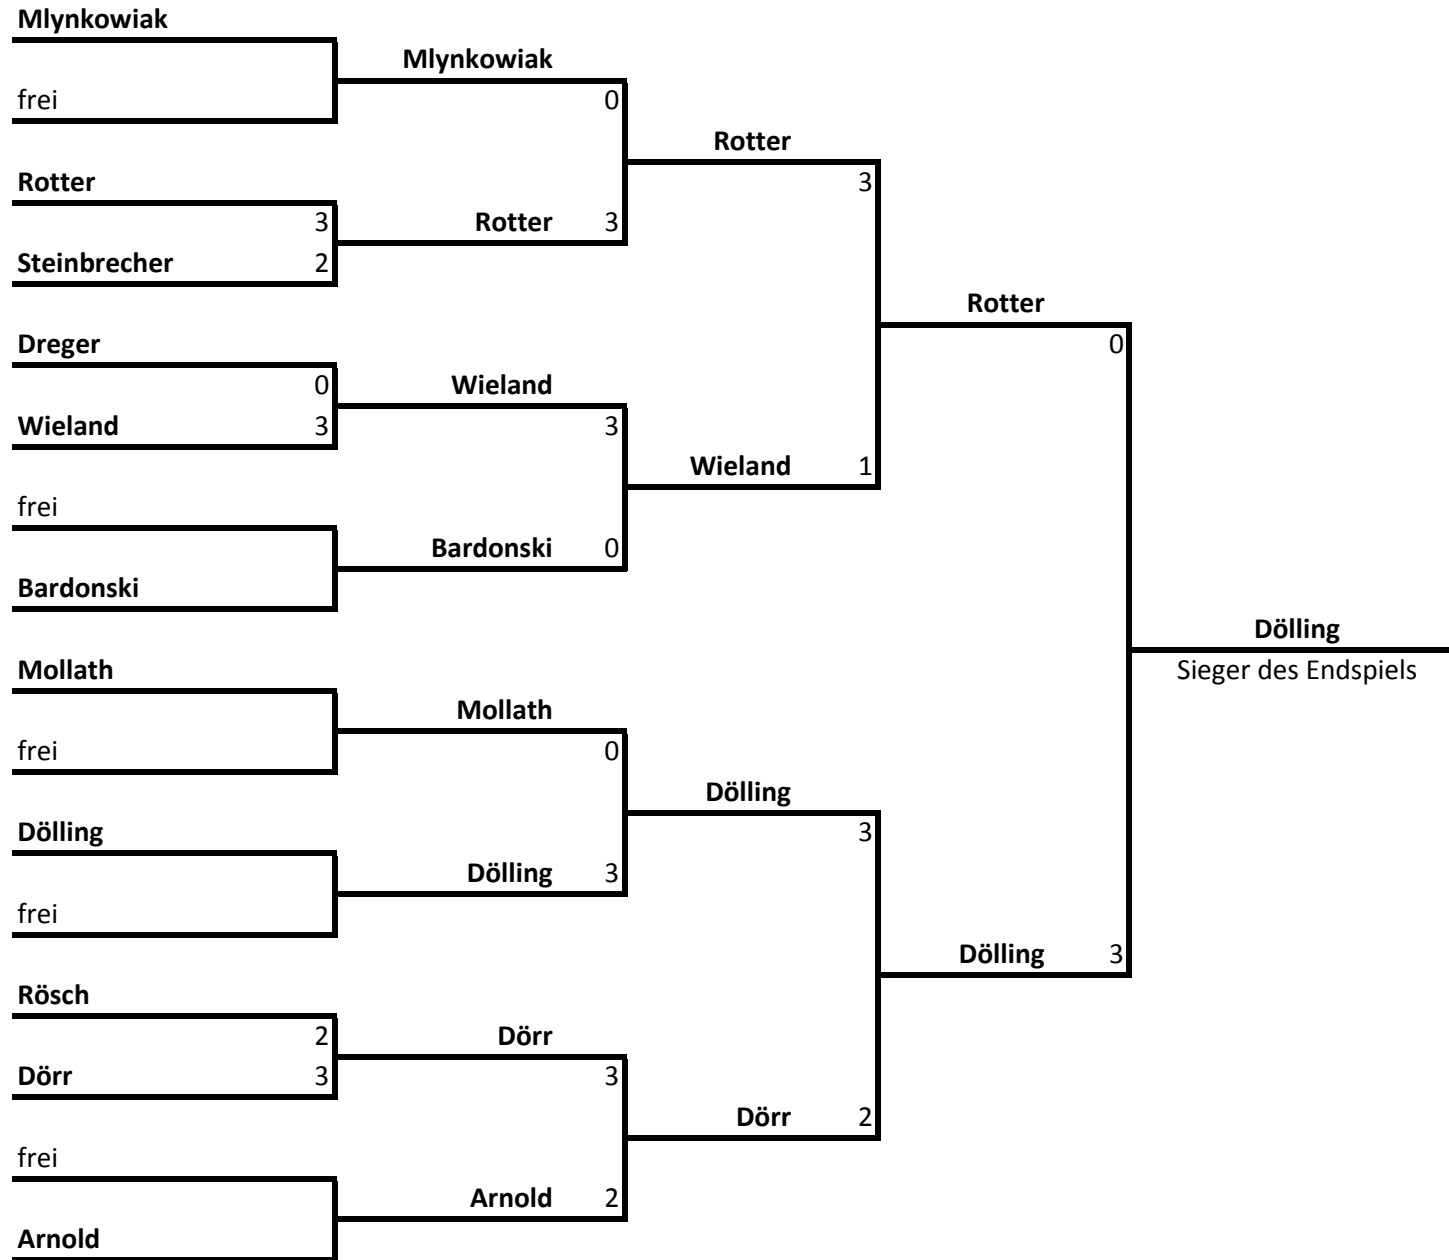 Mlynkowiak
Mlynkowiak
frei
0
Rotter
Rotter
3
3
Rotter
3
Steinbrecher
2
Rotter
Dreger
0
0
Wieland
Wieland
3
3
Wieland
1
frei
Bardonski
0
Bardonski
Dölling
Mollath
Sieger des Endspiels
Mollath
frei
0
Dölling
Dölling
3
Dölling
3
frei
Dölling
3
Rösch
2
Dörr
Dörr
3
3
Dörr
2
frei
Arnold
2
Arnold